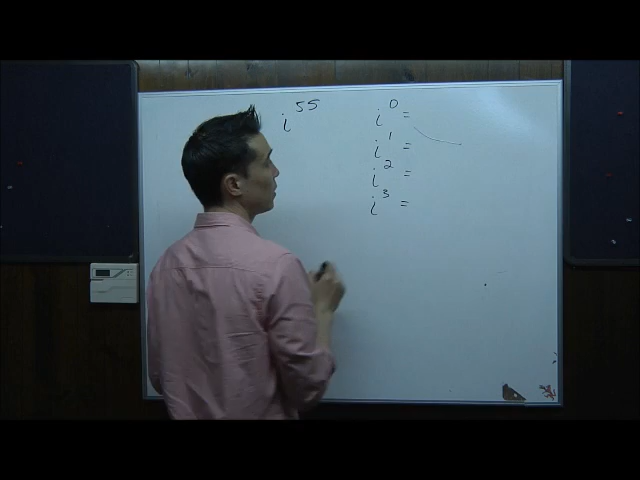 i^55
i^0 =
i^1 =
i^2 =
i^3 =